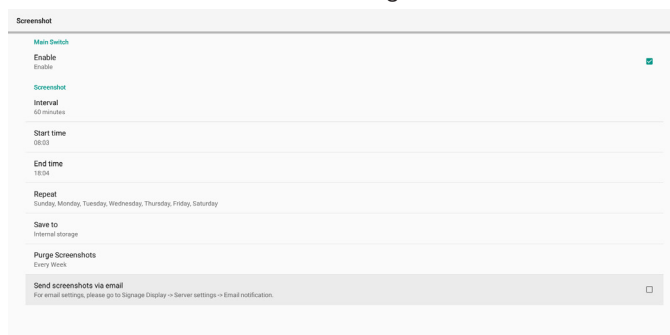 Screenshot
Main Switch
Enable
Enable
Screenshot
Interval
60 minutes
Start time
08:03
End time
18:04
Repeat
Sunday, Monday, Tuesday, Wednesday, Thursday, Friday, Saturday
Save to
Internal storage
Purge Screenshots
Every Week
Send screenshots via email
For email settings, please go to Signage Display -> Server settings -> Email notification.